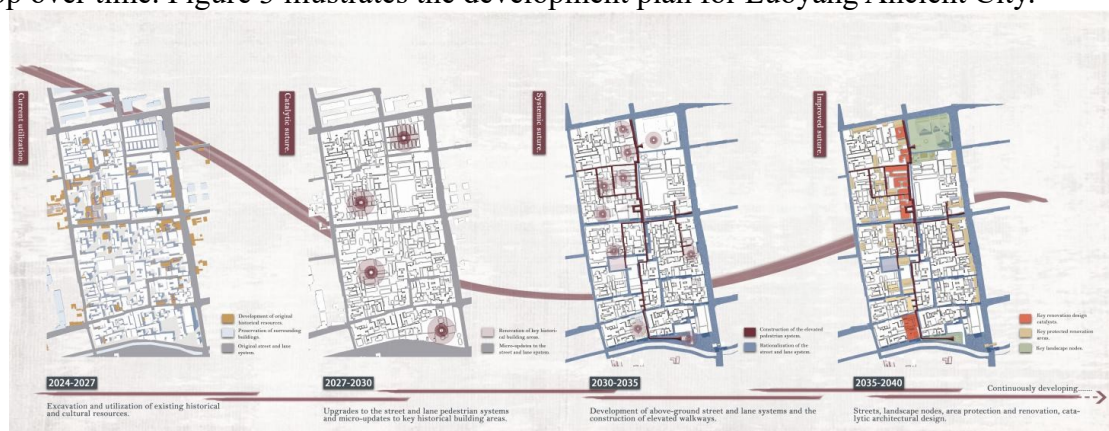 op over time. Figure 3 illustrates the development plan for Luoyang Ancient City.
Current utilization.
Catalytic suture.
Systemic suture.
Improved suture.
Development of original
historical resources.
Preservation of surrounding
buildings.
Original street and lane
system.
Renovation of key histori-
cal building areas.
Micro-updates to the
street and lane system
Construction of the elevated
pedestrian system.
Rationalization of the
street and lane system.
Key renovation design
catalysts.
Key protected renovation
areas.
Key landscape nodes.
2024-2027
2027-2030
2030-2035
2035-2040
Continuously developing......
Excavation and utilization of existing historical
and cultural resources.
Upgrades to the street and lane pedestrian systems
and micro-updates to key historical building areas.
Development of above-ground street and lane systems and the
construction of elevated walkways.
Streets, landscape nodes, area protection and renovation, cata-
lytic architectural design.